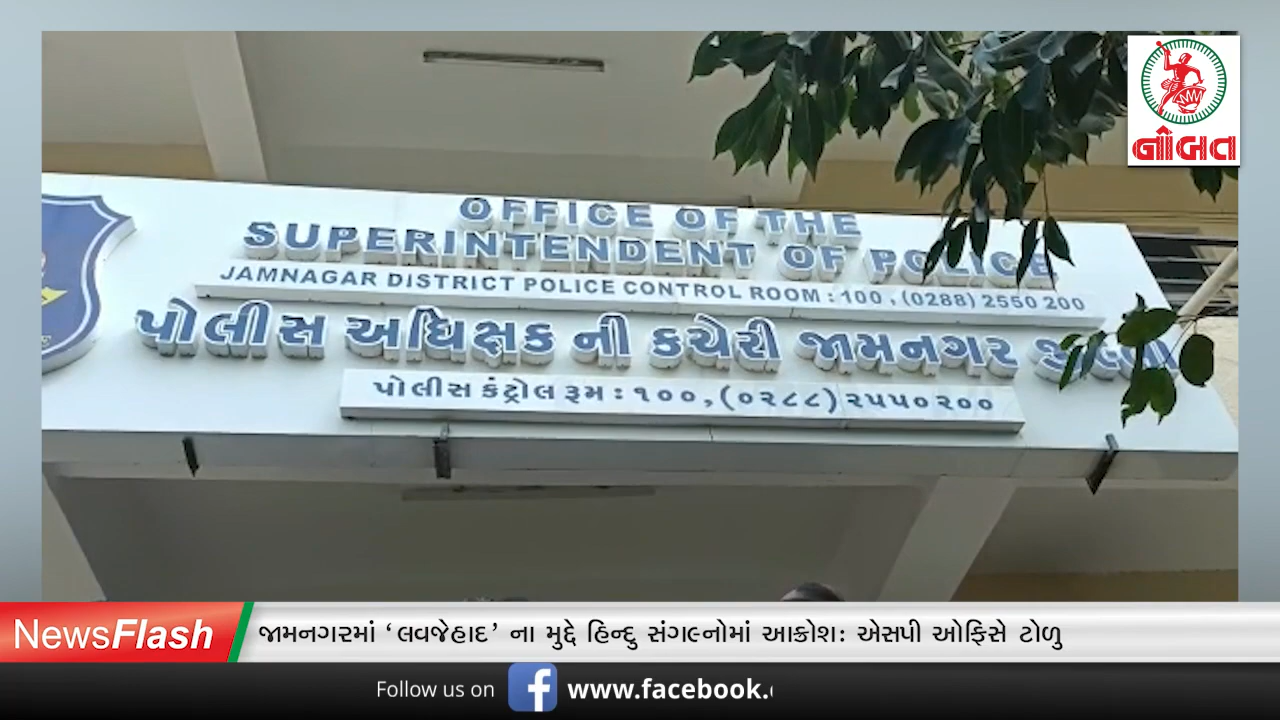 નોબત
OFFICE OF THE
SUPERINTENDENT OF POLICE
JAMNAGAR DISTRICT POLICE CONTROL ROOM : 100 , (0288) 2550 200
પોલીસ અધિક્ષક ની કચેરી જામનગર
પોલીસ કંટ્રોલ રૂમ : ૧૦૦, (૦૨૮૮) ૨૫૫૦૨૦૦
NewsFlash
જામનગરમાં ‘લવજેહાદ’ ના મુદ્દે હિન્દુ સંગઠનોમાં આક્રોશઃ એસપી ઓફિસે ટોળુ
Follow us on f www.facebook.